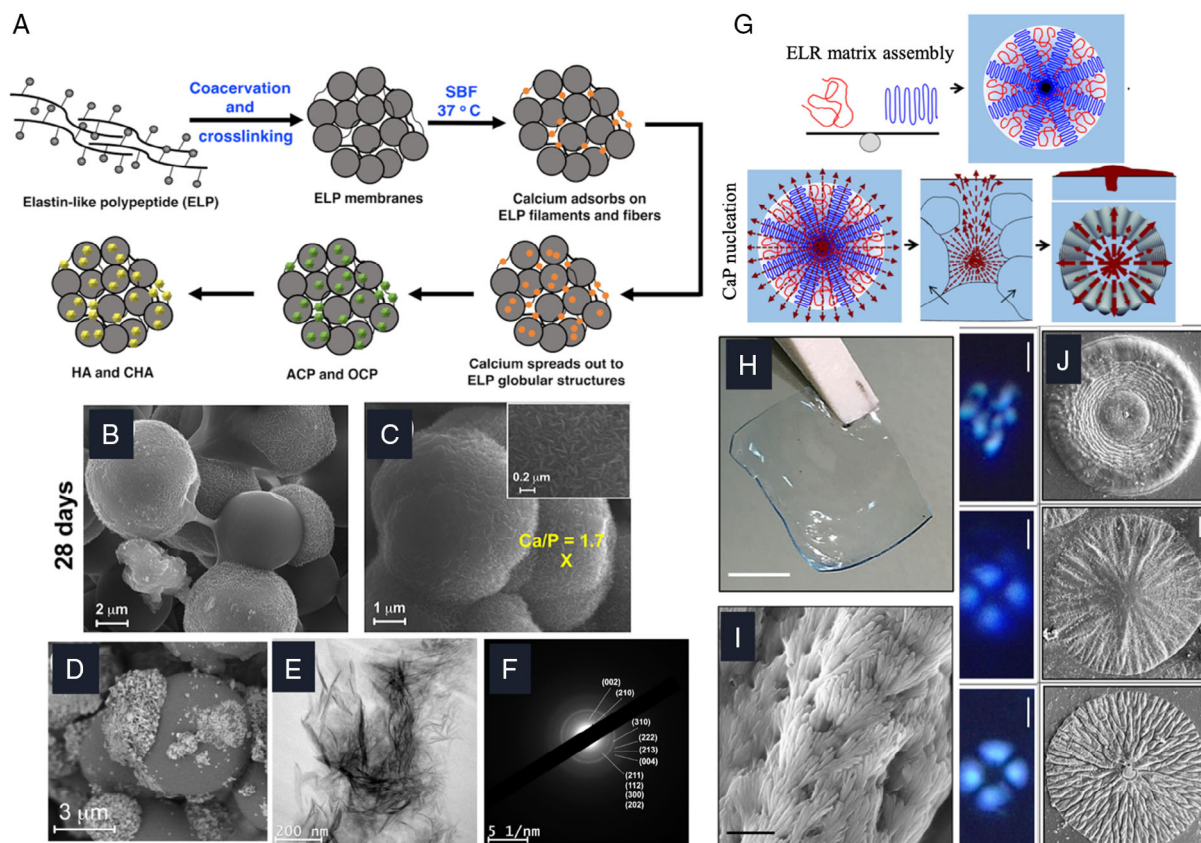 A
Coacervation
and
crosslinking
SBF
37 °C
Elastin-like polypeptide (ELP)
ELP membranes
Calcium adsorbs on
ELP filaments and fibers
HA and CHA
ACP and OCP
Calcium spreads out to
ELP globular structures
28 days
B
2 μm
C
0.2 μm
Ca/P = 1.7
X
1 μm
D
3 μm
E
200 nm
F
(002)
(210)
(310)
(222)
(213)
(004)
(211)
(112)
(300)
(202)
5 1/nm
G
ELR matrix assembly
CaP nucleation
H
I
J